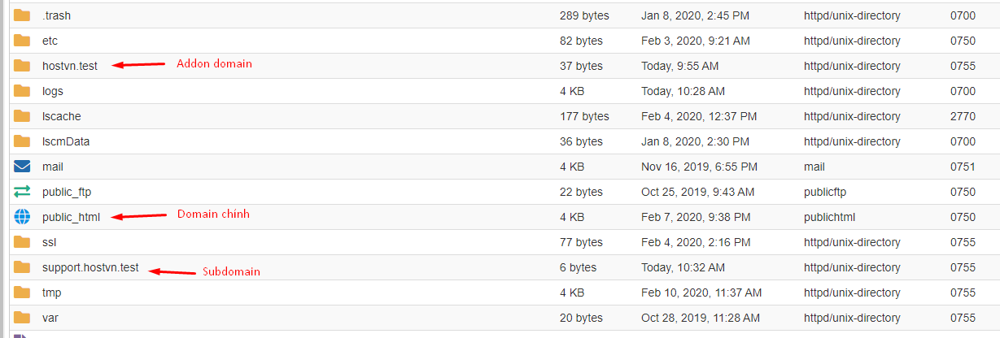 .trash 289 bytes Jan 8, 2020, 2:45 PM httpd/unix-directory 0700
etc 82 bytes Feb 3, 2020, 9:21 AM httpd/unix-directory 0750
hostvn.test Addon domain 37 bytes Today, 9:55 AM httpd/unix-directory 0755
logs 4 KB Today, 10:28 AM httpd/unix-directory 0700
lscache 177 bytes Feb 4, 2020, 12:37 PM httpd/unix-directory 2770
lscmData 36 bytes Jan 8, 2020, 2:30 PM httpd/unix-directory 0700
mail 4 KB Nov 16, 2019, 6:55 PM mail 0751
public_ftp 22 bytes Oct 25, 2019, 9:43 AM publicftp 0750
public_html Domain chính 4 KB Feb 7, 2020, 9:38 PM publichtml 0750
ssl 77 bytes Feb 4, 2020, 2:16 PM httpd/unix-directory 0755
support.hostvn.test Subdomain 6 bytes Today, 10:32 AM httpd/unix-directory 0755
tmp 4 KB Feb 10, 2020, 11:37 AM httpd/unix-directory 0755
var 20 bytes Oct 28, 2019, 11:28 AM httpd/unix-directory 0755